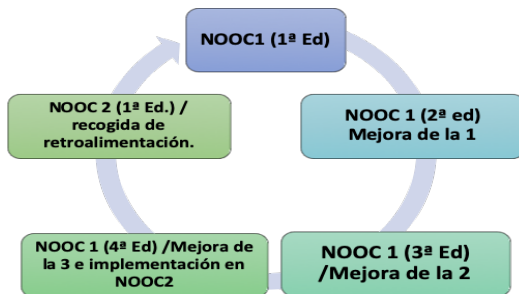 NOOC1 (1ª Ed)
NOOC 1 (2ª ed)
Mejora de la 1
NOOC 1 (3ª Ed)
/Mejora de la 2
NOOC 1 (4ª Ed) /Mejora de
la 3 e implementación en
NOOC2
NOOC 2 (1ª Ed.) /
recogida de
retroalimentación.